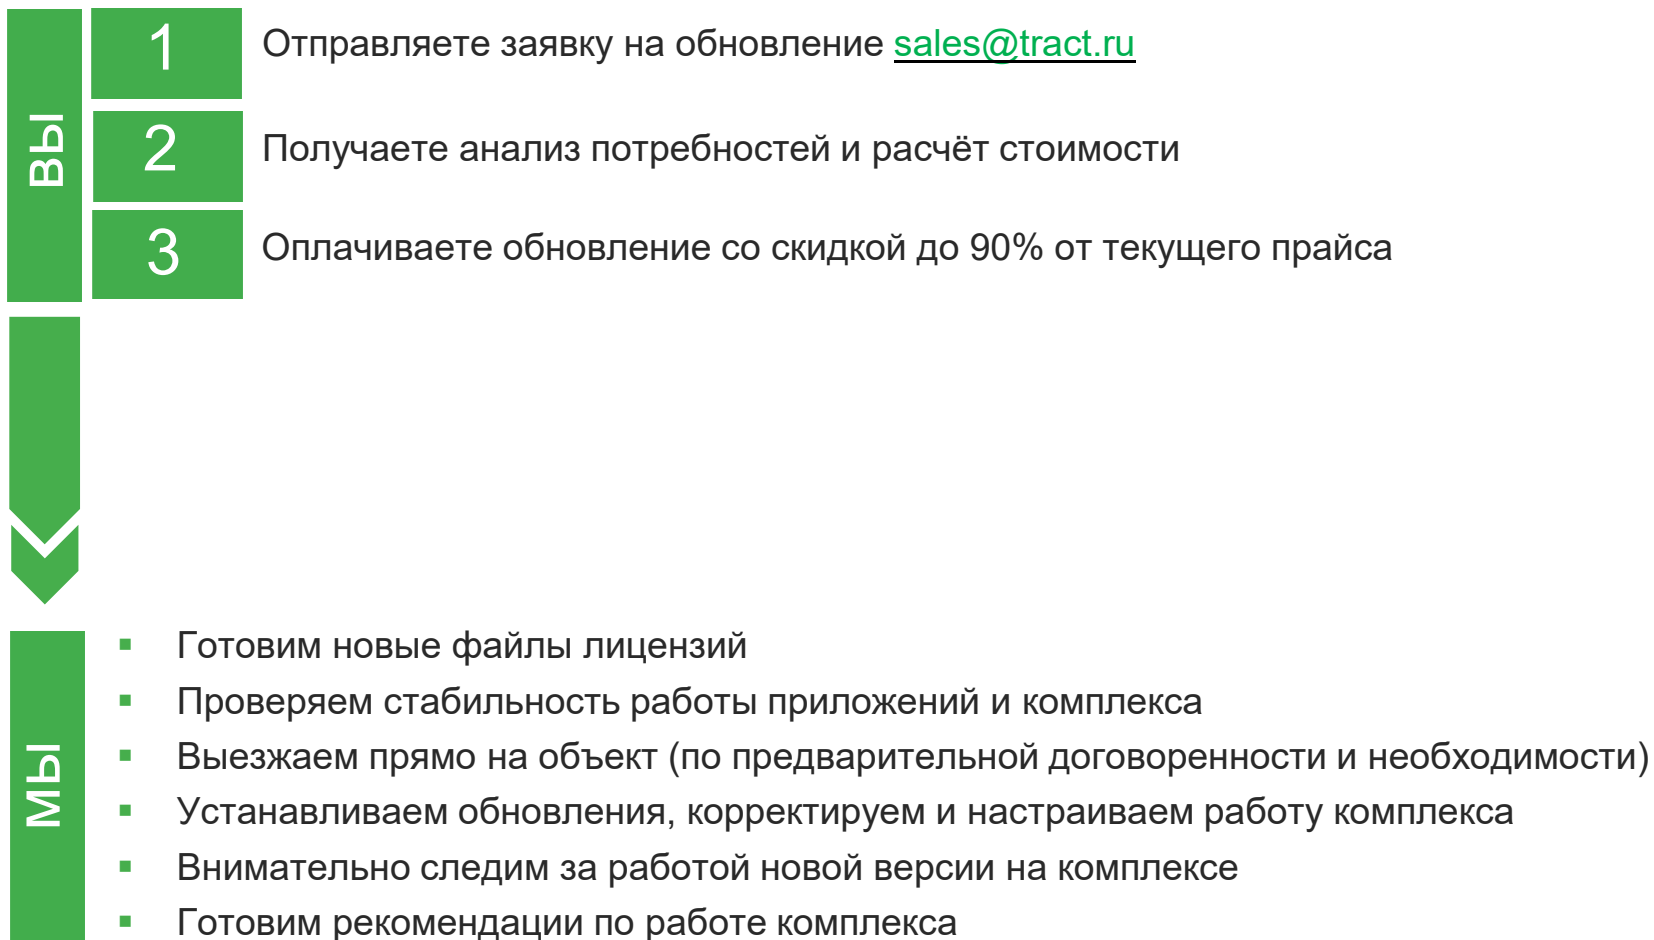 ВЫ
1
Отправляете заявку на обновление sales@tract.ru
2
Получаете анализ потребностей и расчёт стоимости
3
Оплачиваете обновление со скидкой до 90% от текущего прайса
МЫ
▪ Готовим новые файлы лицензий
▪ Проверяем стабильность работы приложений и комплекса
▪ Выезжаем прямо на объект (по предварительной договоренности и необходимости)
▪ Устанавливаем обновления, корректируем и настраиваем работу комплекса
▪ Внимательно следим за работой новой версии на комплексе
▪ Готовим рекомендации по работе комплекса